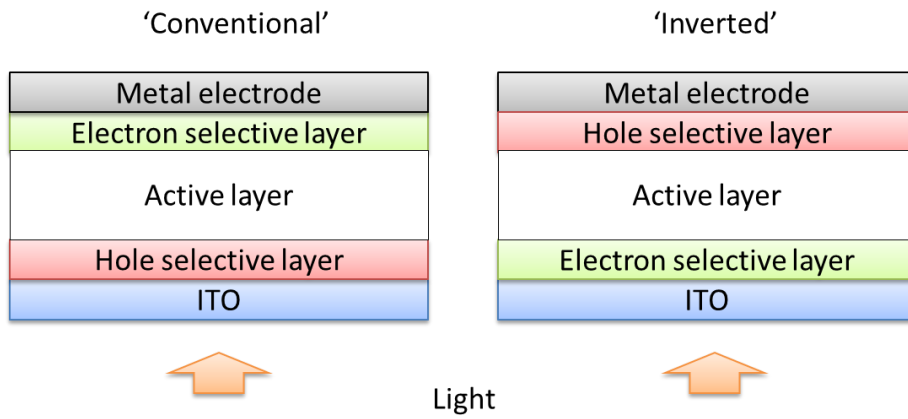 ‘Conventional’
Metal electrode
Electron selective layer
Active layer
Hole selective layer
ITO
‘Inverted’
Metal electrode
Hole selective layer
Active layer
Electron selective layer
ITO
Light